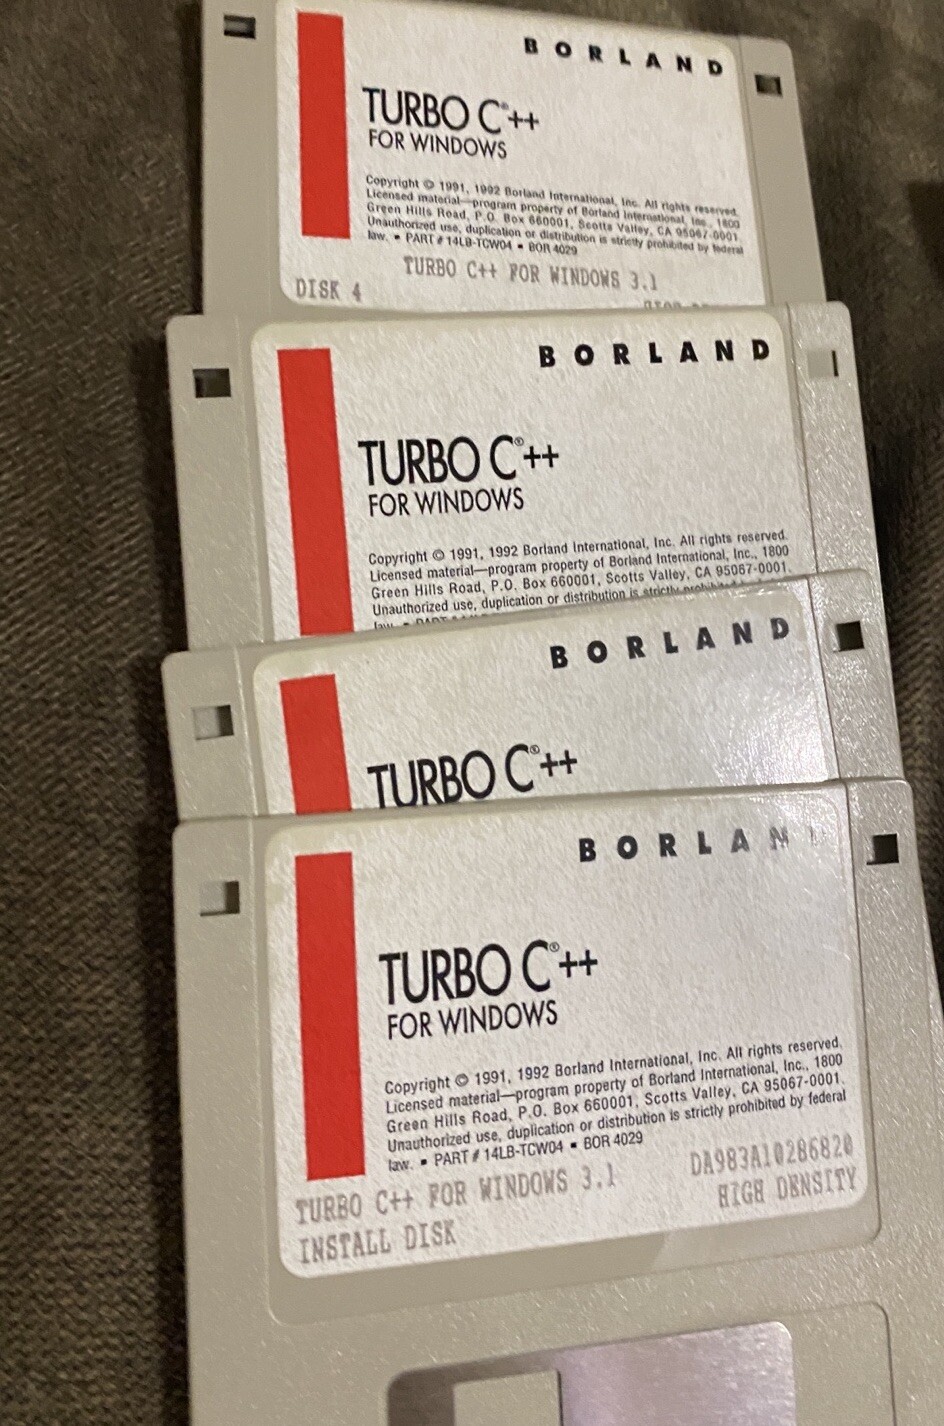 BORLAND
TURBO C®++
FOR WINDOWS
Copyright © 1991, 1992 Borland International, Inc. All rights reserved.
Licensed material—program property of Borland International, Inc., 1800
Green Hills Road, P.O. Box 660001, Scotts Valley, CA 95067-0001.
Unauthorized use, duplication or distribution is strictly prohibited by federal
law. ▪ PART # 14LB-TCW04 ▪ BOR 4029
TURBO C++ FOR WINDOWS 3.1
DISK 4
BORLAND
TURBO C®++
FOR WINDOWS
Copyright © 1991, 1992 Borland International, Inc. All rights reserved.
Licensed material—program property of Borland International, Inc., 1800
Green Hills Road, P.O. Box 660001, Scotts Valley, CA 95067-0001.
Unauthorized use, duplication or distribution is strictly prohibited
law. ▪
BORLAND
TURBO C®++
BORLAN
TURBO C®++
FOR WINDOWS
Copyright © 1991, 1992 Borland International, Inc. All rights reserved.
Licensed material—program property of Borland International, Inc., 1800
Green Hills Road, P.O. Box 660001, Scotts Valley, CA 95067-0001.
Unauthorized use, duplication or distribution is strictly prohibited by federal
law. ▪ PART # 14LB-TCW04 ▪ BOR 4029
TURBO C++ FOR WINDOWS 3.1 DA983A10286820
INSTALL DISK HIGH DENSITY